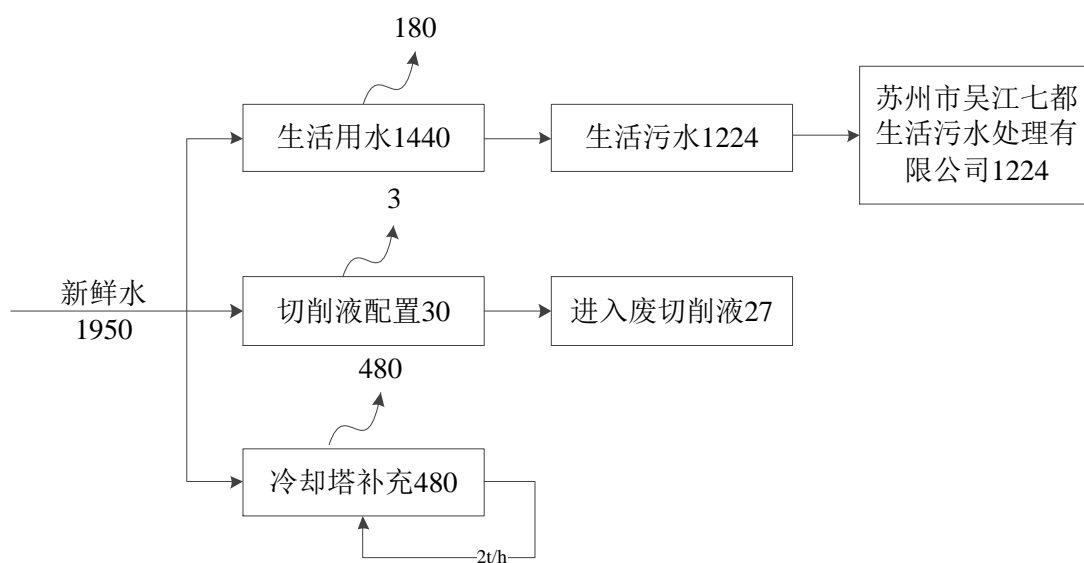 180
生活用水1440
生活污水1224
苏州市吴江七都
生活污水处理有
限公司1224
3
新鲜水
1950
切削液配置30
进入废切削液27
480
冷却塔补充480
2t/h